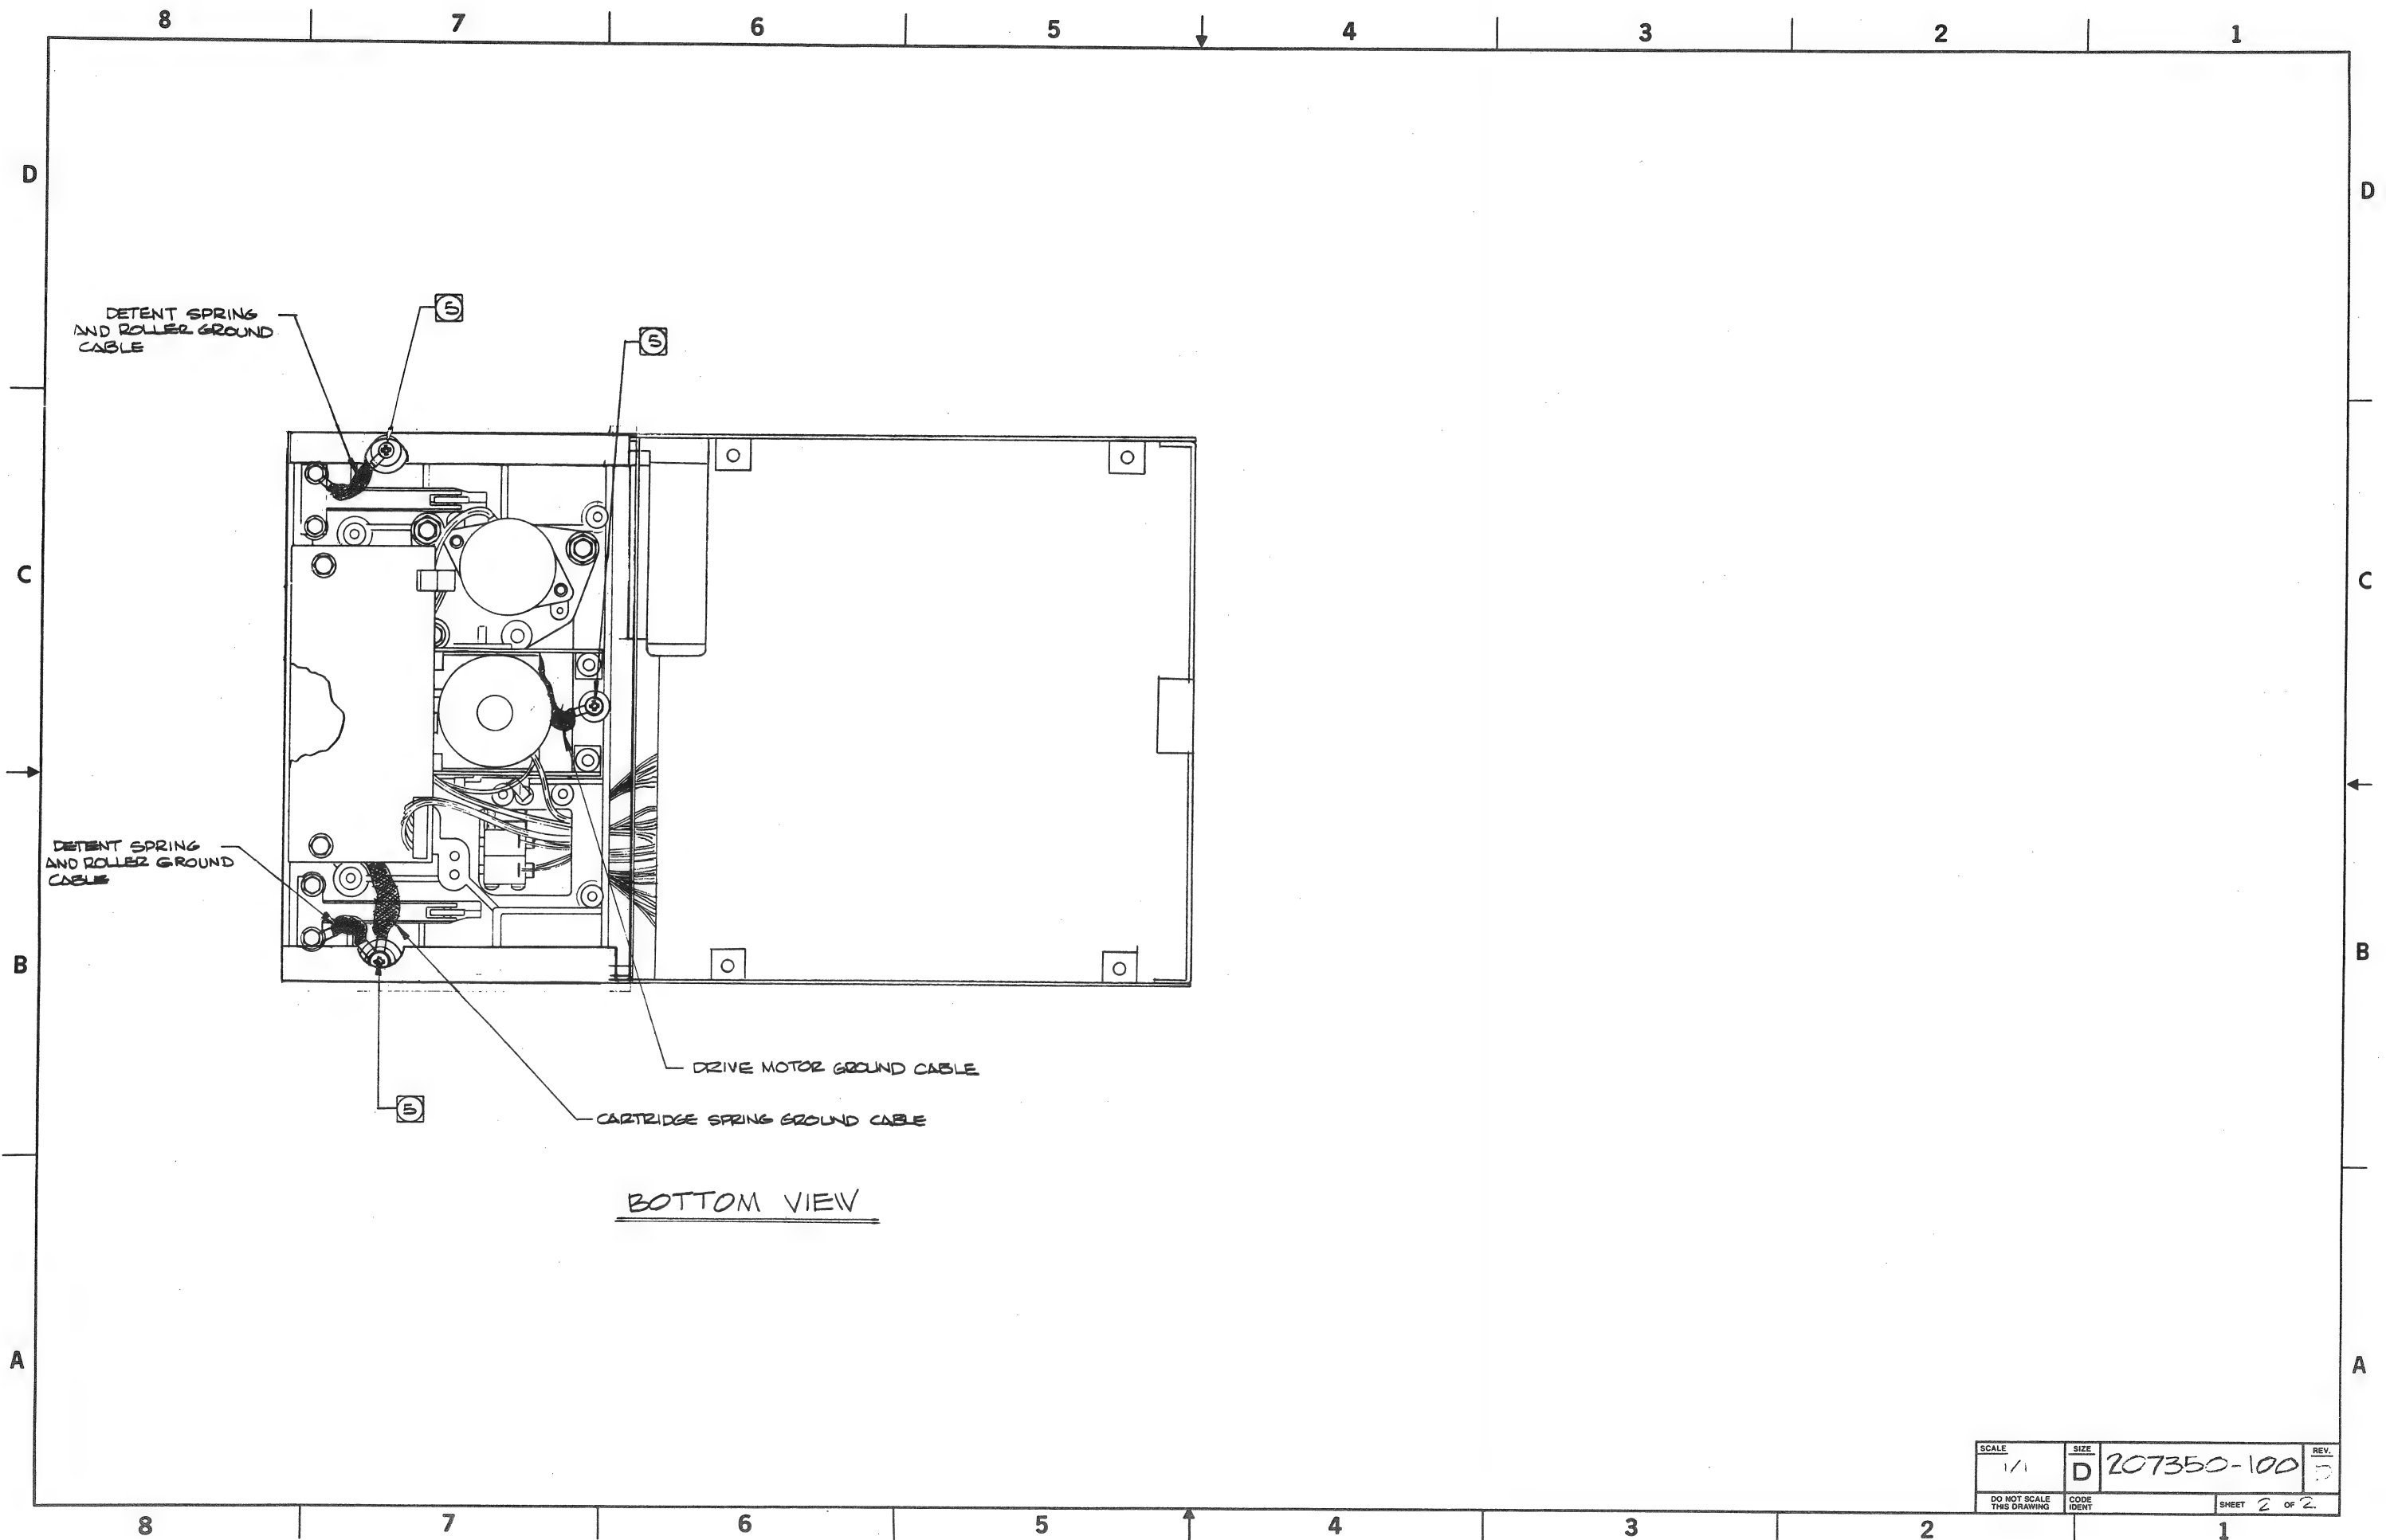 8 7 6 5 4 3 2 1
D
D
DETENT SPRING
AND ROLLER GROUND
CABLE
5
5
C
C
DETENT SPRING
AND ROLLER GROUND
CABLE
B
B
DRIVE MOTOR GROUND CABLE
5
CARTRIDGE SPRING GROUND CABLE
BOTTOM VIEW
A
A
SCALE
1/1
SIZE
D
207350-100
REV.
D
DO NOT SCALE
THIS DRAWING
CODE
IDENT
SHEET 2 OF 2
8 7 6 5 4 3 2 1